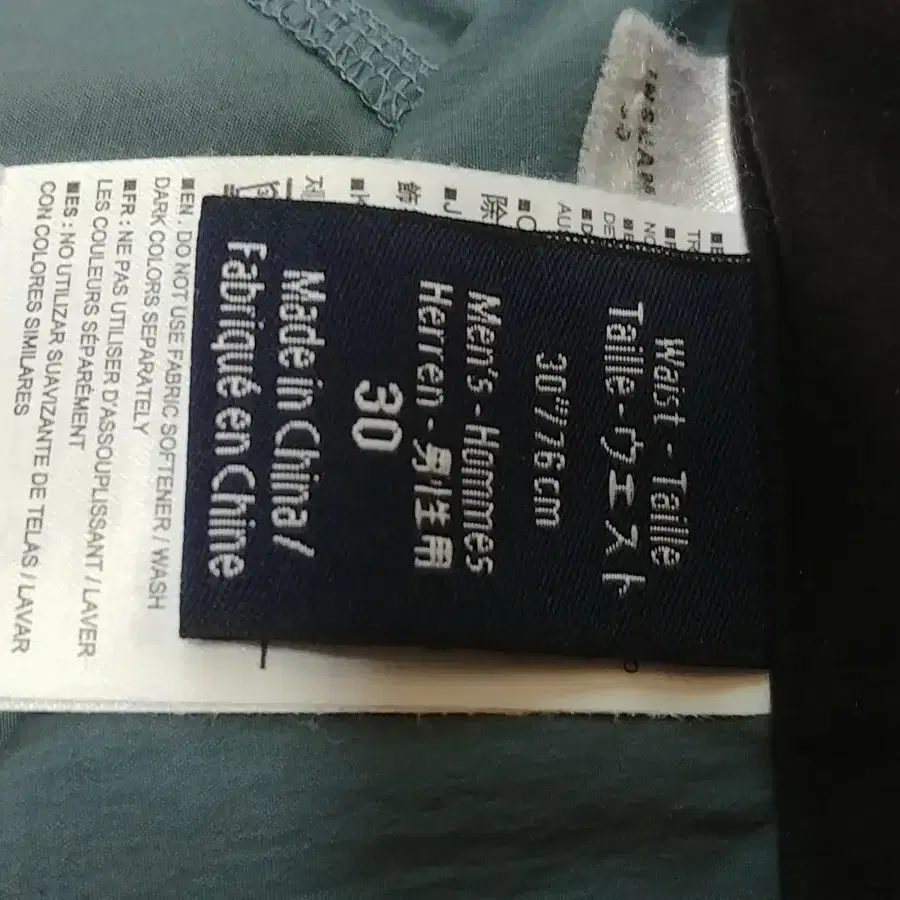 Waist - Taille
Taille - ウエスト
30"/76 cm
Men's - Hommes
Herren - 男性用
30
Made in China /
Fabriqué en Chine
■EN : DO NOT USE FABRIC SOFTENER / WASH
DARK COLORS SEPARATELY
■FR : NE PAS UTILISER D'ASSOUPLISSANT / LAVER
LES COULEURS SÉPARÉMENT
■ES : NO UTILIZAR SUAVIZANTE DE TELAS / LAVAR
CON COLORES SIMILARES